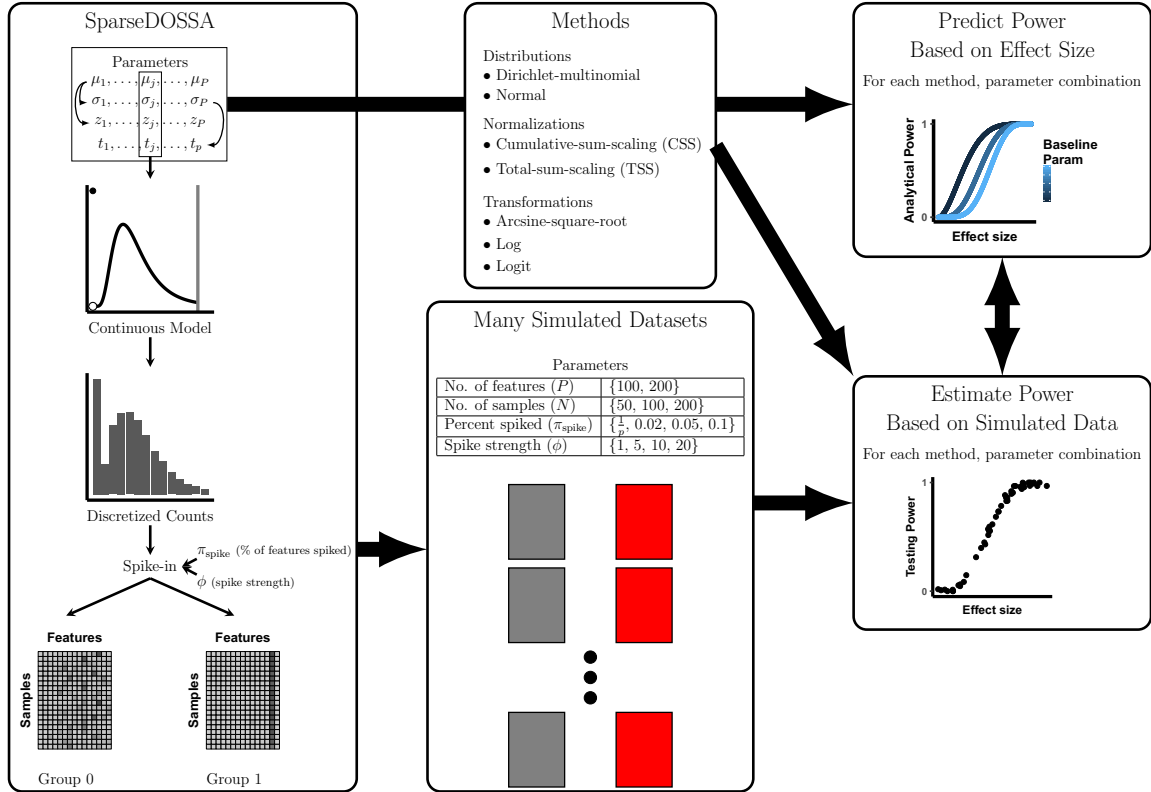 SparseDOSSA
Parameters
μ₁, . . . , μⱼ, . . . , μ_P
σ₁, . . . , σⱼ, . . . , σ_P
z₁, . . . , zⱼ, . . . , z_P
t₁, . . . , tⱼ, . . . , tₚ
Continuous Model
Discretized Counts
Spike-in
π_spike (% of features spiked)
ϕ (spike strength)
Features
Samples
Group 0
Features
Samples
Group 1
Methods
Distributions
• Dirichlet-multinomial
• Normal
Normalizations
• Cumulative-sum-scaling (CSS)
• Total-sum-scaling (TSS)
Transformations
• Arcsine-square-root
• Log
• Logit
Many Simulated Datasets
Parameters
No. of features (P) {100, 200}
No. of samples (N) {50, 100, 200}
Percent spiked (π_spike) {1/p, 0.02, 0.05, 0.1}
Spike strength (ϕ) {1, 5, 10, 20}
Predict Power
Based on Effect Size
For each method, parameter combination
Analytical Power
1
0
Effect size
Baseline
Param
Estimate Power
Based on Simulated Data
For each method, parameter combination
Testing Power
1
0
Effect size